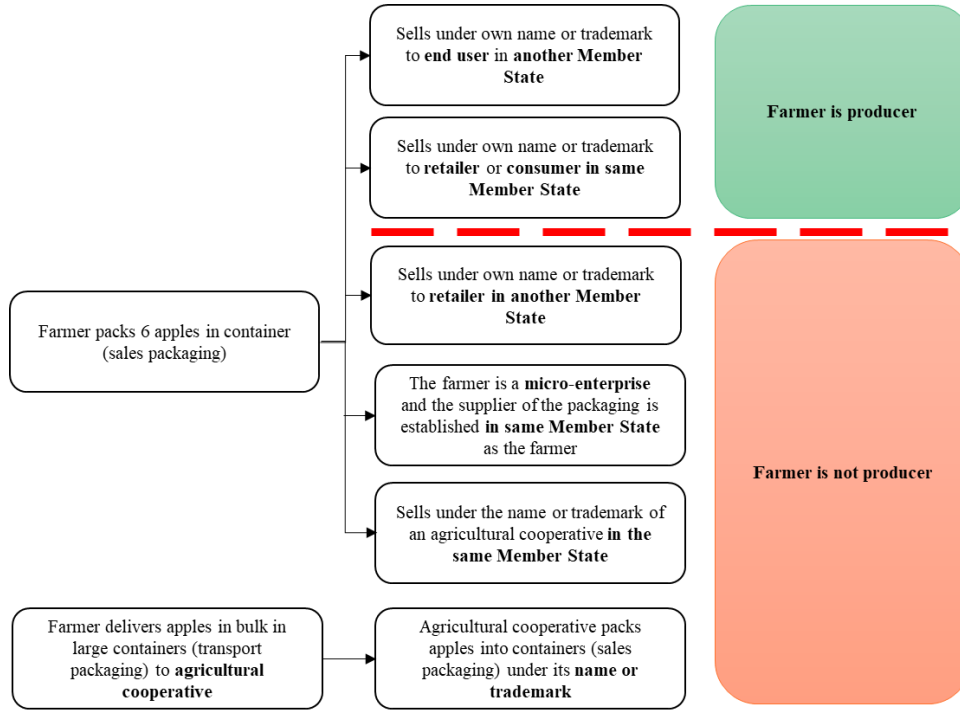 Sells under own name or trademark
to end user in another Member
State
Farmer is producer
Sells under own name or trademark
to retailer or consumer in same
Member State
Sells under own name or trademark
to retailer in another Member
State
Farmer packs 6 apples in container
(sales packaging)
The farmer is a micro-enterprise
and the supplier of the packaging is
established in same Member State
as the farmer
Farmer is not producer
Sells under the name or trademark of
an agricultural cooperative in the
same Member State
Farmer delivers apples in bulk in
large containers (transport
packaging) to agricultural
cooperative
Agricultural cooperative packs
apples into containers (sales
packaging) under its name or
trademark